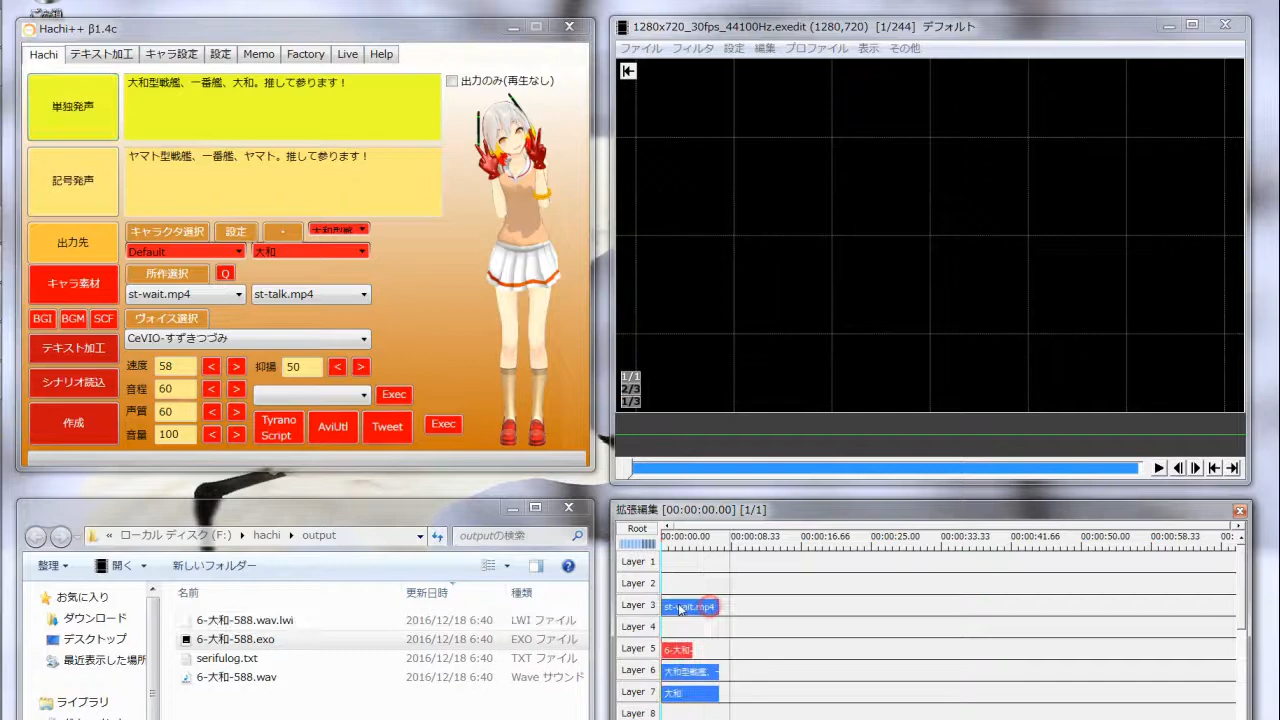 Hachi++ β1.4c
Hachi テキスト加工 キャラ設定 設定 Memo Factory Live Help
単独発声
大和型戦艦、一番艦、大和。推して参ります！
出力のみ(再生なし)
記号発声
ヤマト型戦艦、一番艦、ヤマト。推して参ります！
出力先
キャラクタ選択 設定 ・
Default 大和
キャラ素材
所作選択 Q
st-wait.mp4 st-talk.mp4
BGI BGM SCF
ヴォイス選択
テキスト加工
CeVIO-すずきつづみ
速度 58 < > 抑揚 50 < >
シナリオ読込
音程 60 < > Exec
作成
声質 60 < >
音量 100 < >
Tyrano Script
AviUtl
Tweet
Exec
1280x720_30fps_44100Hz.exedit (1280,720) [1/244] デフォルト
ファイル フィルタ 設定 編集 プロファイル 表示 その他
1/1
2/3
1/3
« ローカル ディスク (F:) hachi output
outputの検索
整理 開く 新しいフォルダー
お気に入り
ダウンロード
デスクトップ
最近表示した場所
ライブラリ
名前 更新日時 種類
6-大和-588.wav.lwi 2016/12/18 6:40 LWI ファイル
6-大和-588.exo 2016/12/18 6:40 EXO ファイル
serifulog.txt 2016/12/18 6:40 TXT ファイル
6-大和-588.wav 2016/12/18 6:40 Wave サウンド
拡張編集 [00:00:00.00] [1/1]
Root
00:00:00.00 00:00:08.33 00:00:16.66 00:00:25.00 00:00:33.33 00:00:41.66 00:00:50.00 00:00:58.33 00:
Layer 1
Layer 2
Layer 3 st-wait.mp4
Layer 4
Layer 5 6-大和-
Layer 6 大和型戦艦、
Layer 7 大和
Layer 8